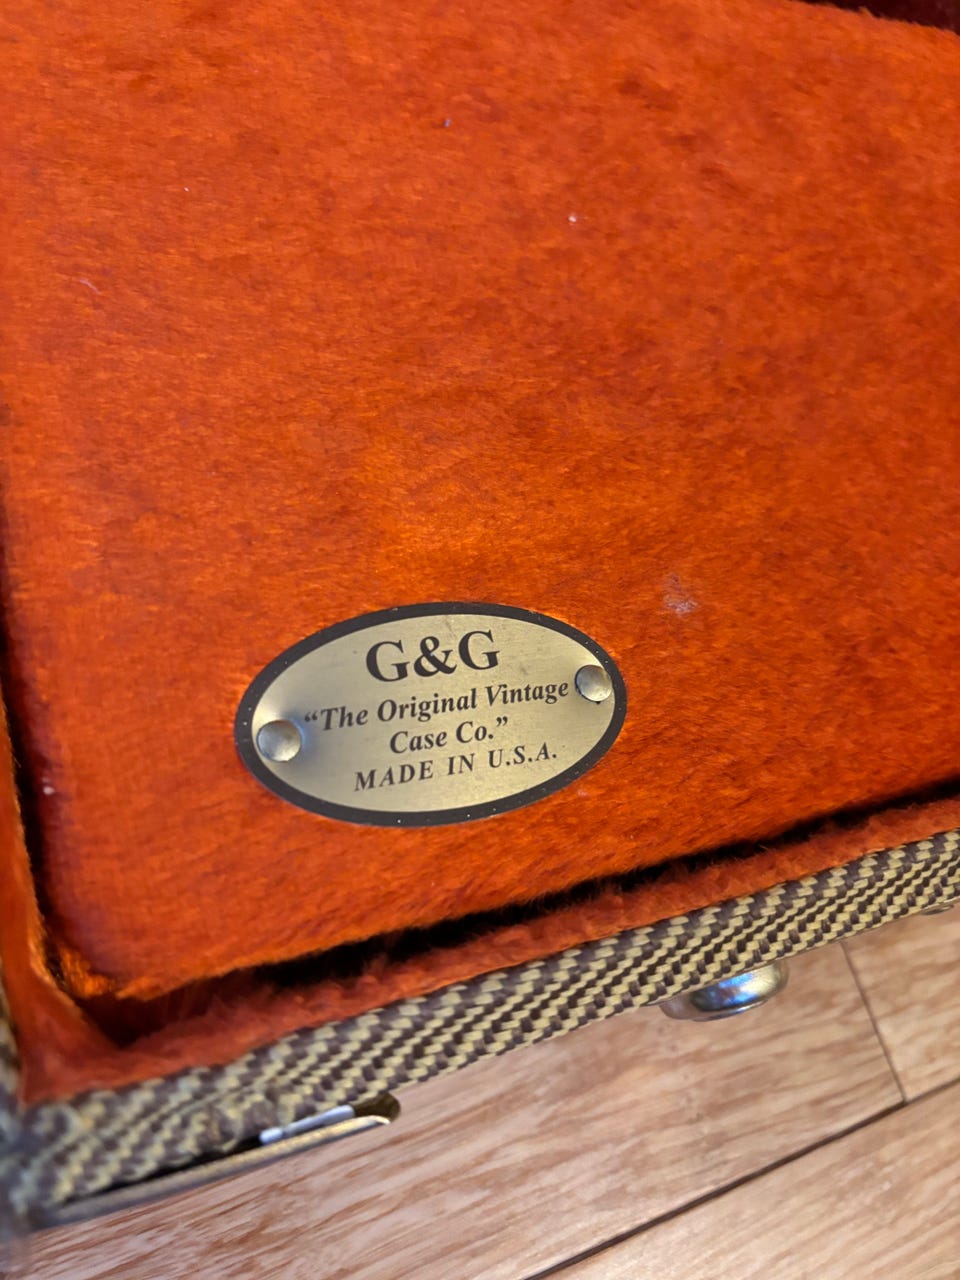 G&G
“The Original Vintage
Case Co.”
MADE IN U.S.A.